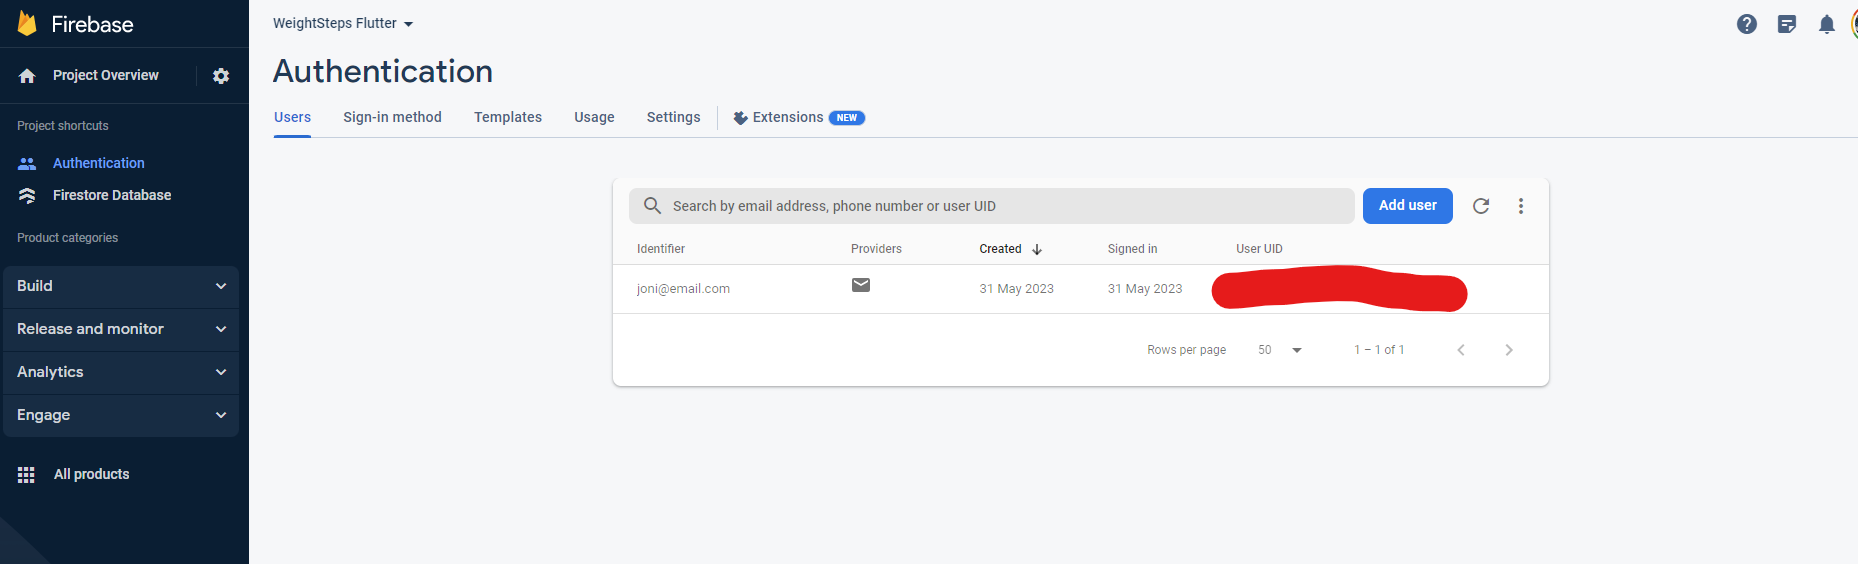 Firebase
WeightSteps Flutter
Project Overview
Authentication
Users Sign-in method Templates Usage Settings Extensions NEW
Project shortcuts
Authentication
Firestore Database
Product categories
Build
Release and monitor
Analytics
Engage
All products
Search by email address, phone number or user UID
Add user
Identifier Providers Created Signed in User UID
joni@email.com 31 May 2023 31 May 2023
Rows per page 50 1 – 1 of 1